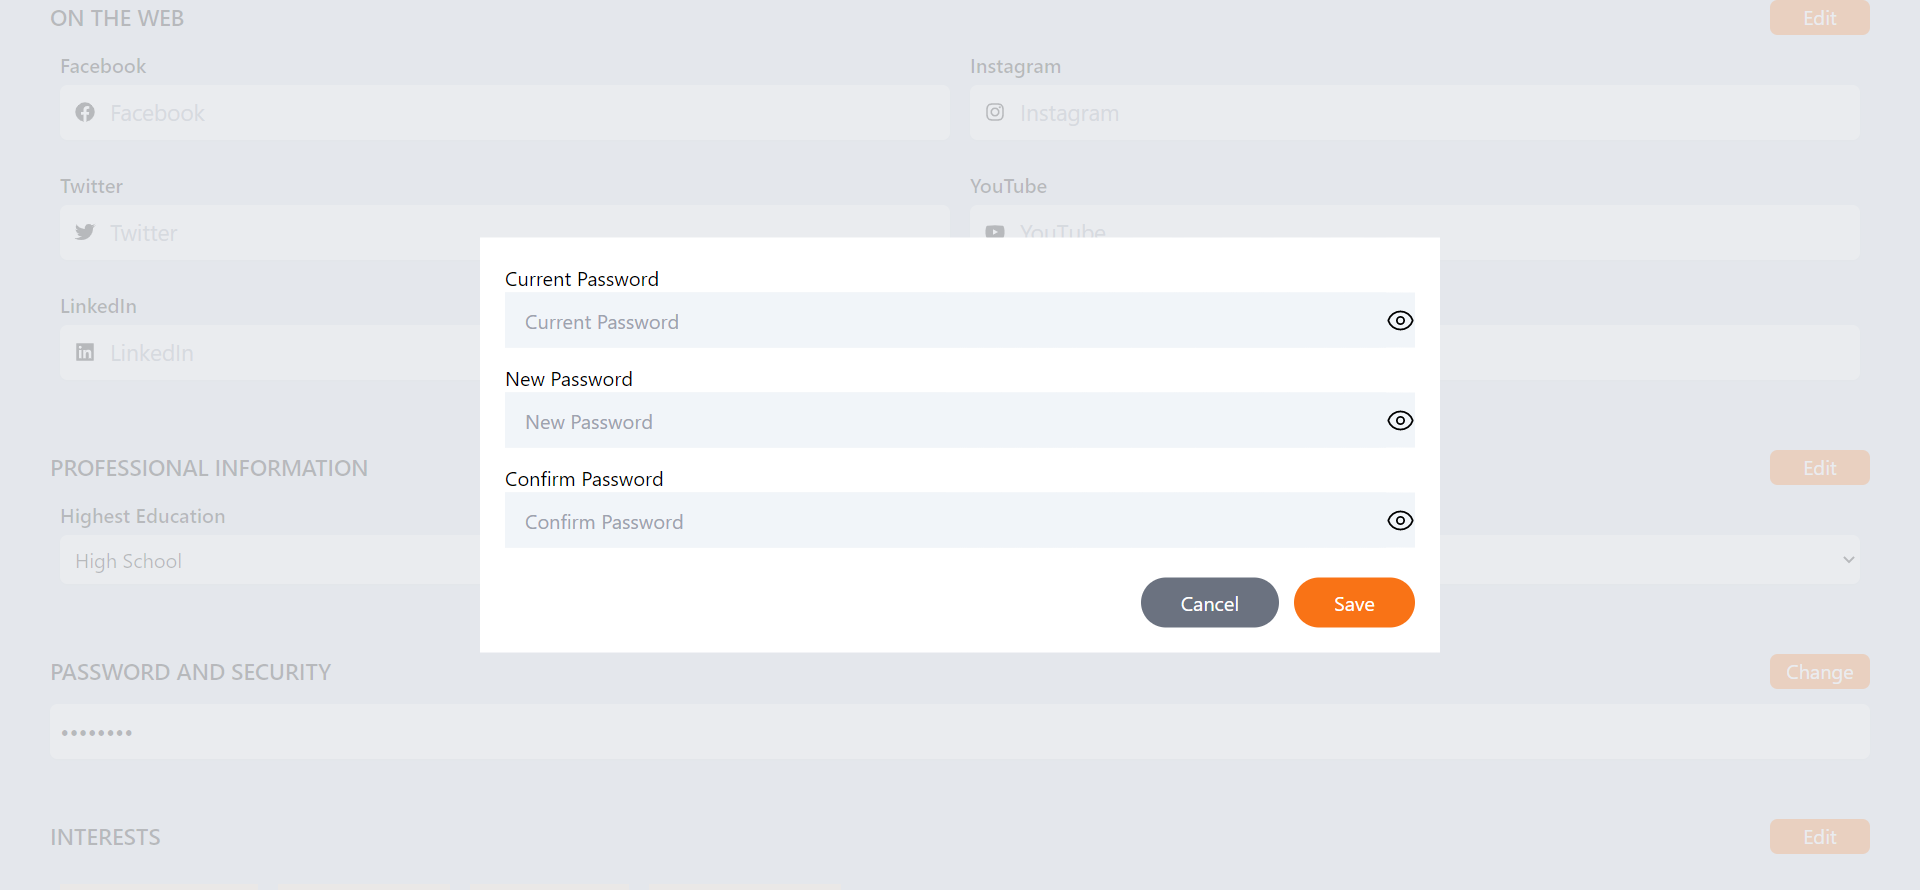 ON THE WEB
Edit
Facebook
Instagram
Facebook
Instagram
Twitter
YouTube
Twitter
YouTube
Current Password
LinkedIn
Current Password
LinkedIn
New Password
New Password
PROFESSIONAL INFORMATION
Edit
Confirm Password
Highest Education
Confirm Password
High School
Cancel
Save
PASSWORD AND SECURITY
Change
••••••••
INTERESTS
Edit